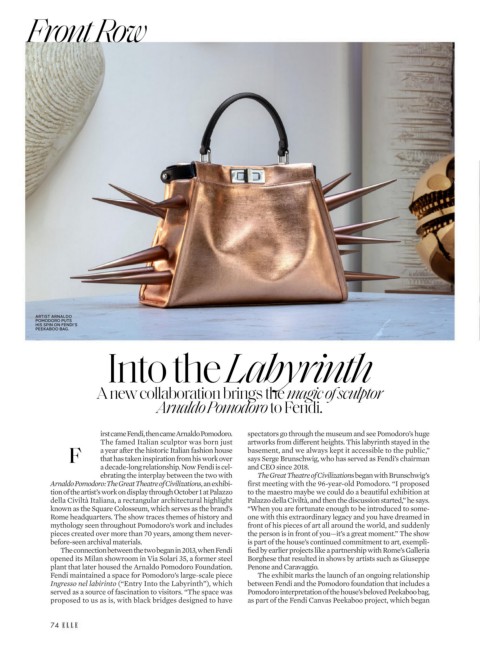 Front Row
ARTIST ARNALDO
POMODORO PUTS
HIS SPIN ON FENDI'S
PEEKABOO BAG.
Into the Labyrinth
A new collaboration brings the magic of sculptor
Arnaldo Pomodoro to Fendi.
First came Fendi, then came Arnaldo Pomodoro.
The famed Italian sculptor was born just
a year after the historic Italian fashion house
that has taken inspiration from his work over
a decade-long relationship. Now Fendi is cel-
ebrating the interplay between the two with
Arnaldo Pomodoro: The Great Theatre of Civilizations, an exhibi-
tion of the artist's work on display through October 1 at Palazzo
della Civiltà Italiana, a rectangular architectural highlight
known as the Square Colosseum, which serves as the brand's
Rome headquarters. The show traces themes of history and
mythology seen throughout Pomodoro's work and includes
pieces created over more than 70 years, among them never-
before-seen archival materials.
The connection between the two began in 2013, when Fendi
opened its Milan showroom in Via Solari 35, a former steel
plant that later housed the Arnaldo Pomodoro Foundation.
Fendi maintained a space for Pomodoro's large-scale piece
Ingresso nel labirinto ("Entry Into the Labyrinth"), which
served as a source of fascination to visitors. "The space was
proposed to us as is, with black bridges designed to have
spectators go through the museum and see Pomodoro's huge
artworks from different heights. This labyrinth stayed in the
basement, and we always kept it accessible to the public,"
says Serge Brunschwig, who has served as Fendi's chairman
and CEO since 2018.
The Great Theatre of Civilizations began with Brunschwig's
first meeting with the 96-year-old Pomodoro. "I proposed
to the maestro maybe we could do a beautiful exhibition at
Palazzo della Civiltà, and then the discussion started," he says.
"When you are fortunate enough to be introduced to some-
one with this extraordinary legacy and you have dreamed in
front of his pieces of art all around the world, and suddenly
the person is in front of you—it's a great moment." The show
is part of the house's continued commitment to art, exempli-
fied by earlier projects like a partnership with Rome's Galleria
Borghese that resulted in shows by artists such as Giuseppe
Penone and Caravaggio.
The exhibit marks the launch of an ongoing relationship
between Fendi and the Pomodoro foundation that includes a
Pomodoro interpretation of the house's beloved Peekaboo bag,
as part of the Fendi Canvas Peekaboo project, which began
74 ELLE